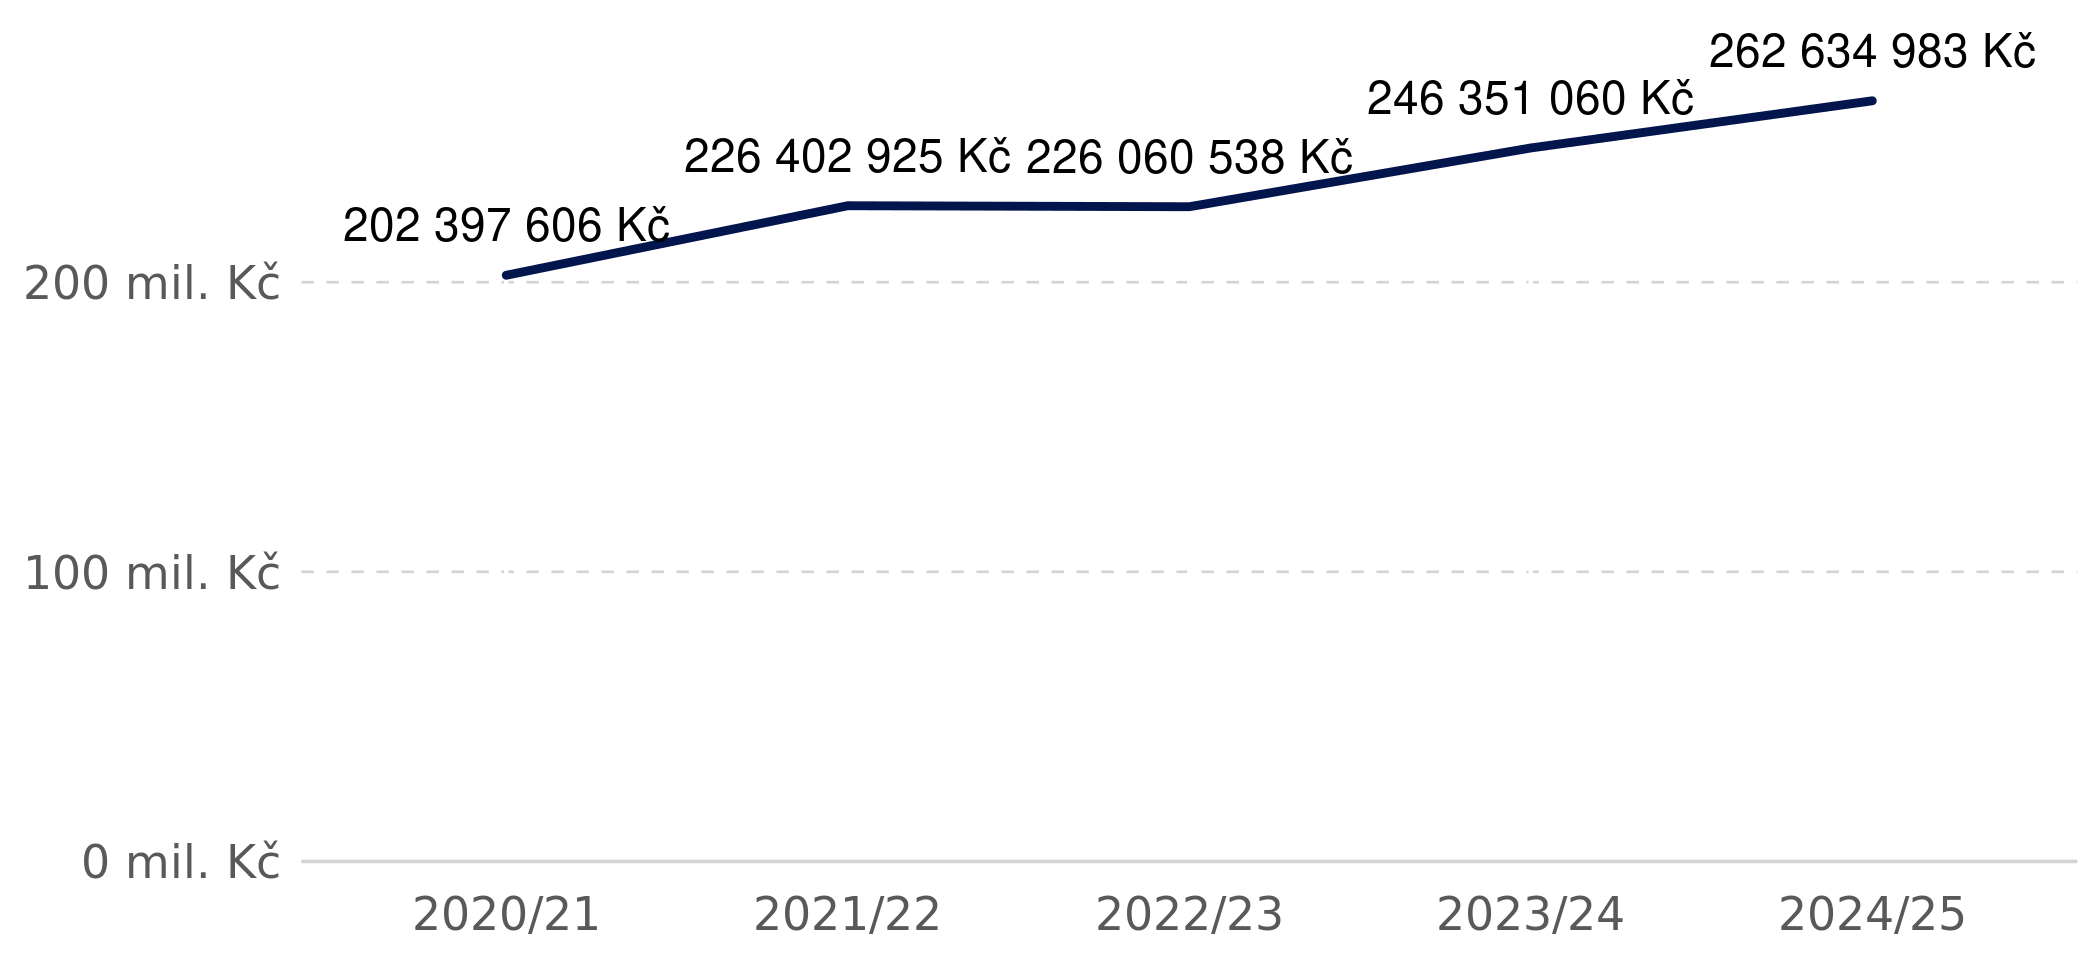 262 634 983 Kč
246 351 060 Kč
226 402 925 Kč 226 060 538 Kč
202 397 606 Kč
200 mil. Kč
100 mil. Kč
0 mil. Kč
2020/21 2021/22 2022/23 2023/24 2024/25